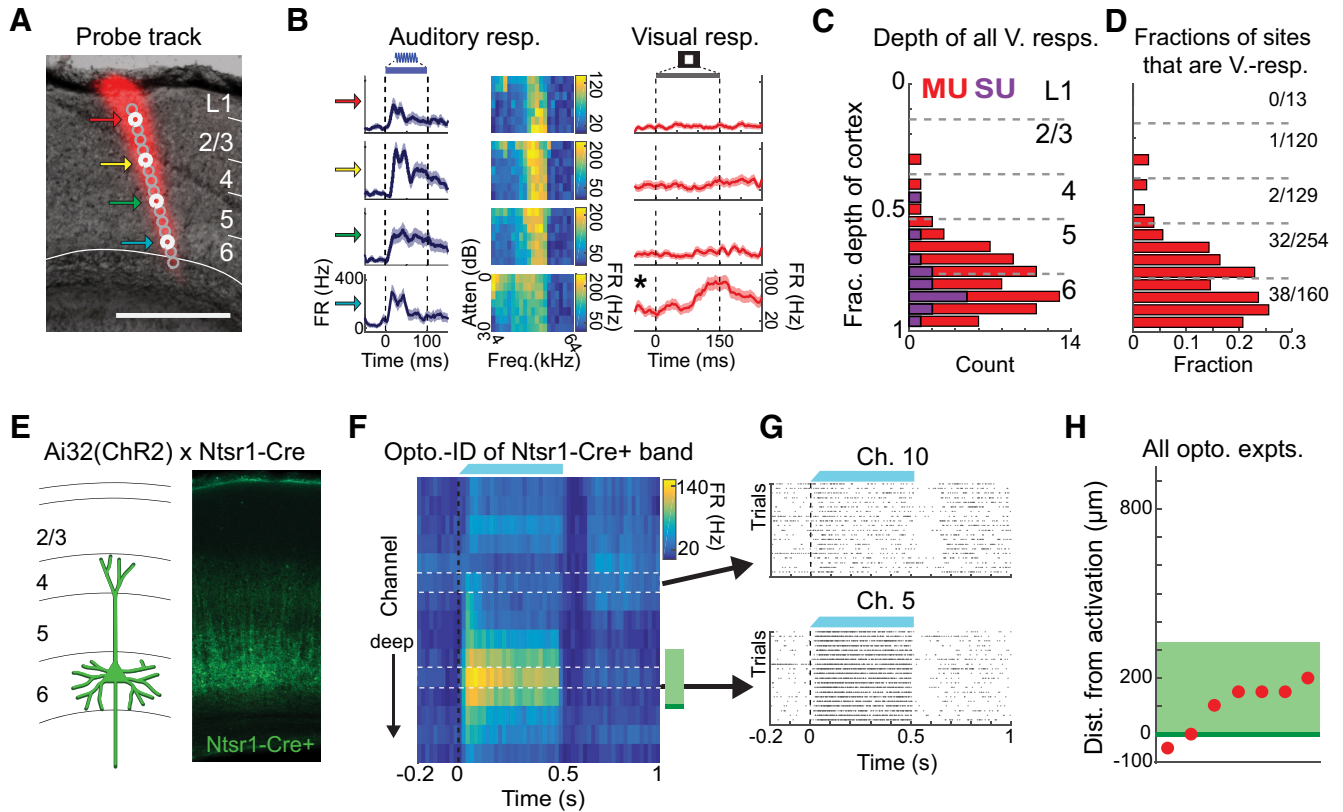 A
Probe track
L1
2/3
4
5
6
B
Auditory resp.
Visual resp.
120
20
200
50
200
50
200
50
FR (Hz)
400
0
0
100
Time (ms)
Atten (dB)
0
30
4
64
Freq.(kHz)
FR (Hz)
*
100
20
FR (Hz)
0
150
Time (ms)
C
Depth of all V. resps.
MU SU
L1
2/3
4
5
6
0
0.5
1
Frac. depth of cortex
0
14
Count
D
Fractions of sites
that are V.-resp.
0/13
1/120
2/129
32/254
38/160
0
0.1
0.2
0.3
Fraction
E
Ai32(ChR2) x Ntsr1-Cre
2/3
4
5
6
Ntsr1-Cre+
F
Opto.-ID of Ntsr1-Cre+ band
140
20
FR (Hz)
Channel
deep
-0.2
0
0.5
1
Time (s)
G
Ch. 10
Trials
Ch. 5
Trials
-0.2
0
0.5
1
Time (s)
H
All opto. expts.
Dist. from activation (µm)
800
200
0
-100